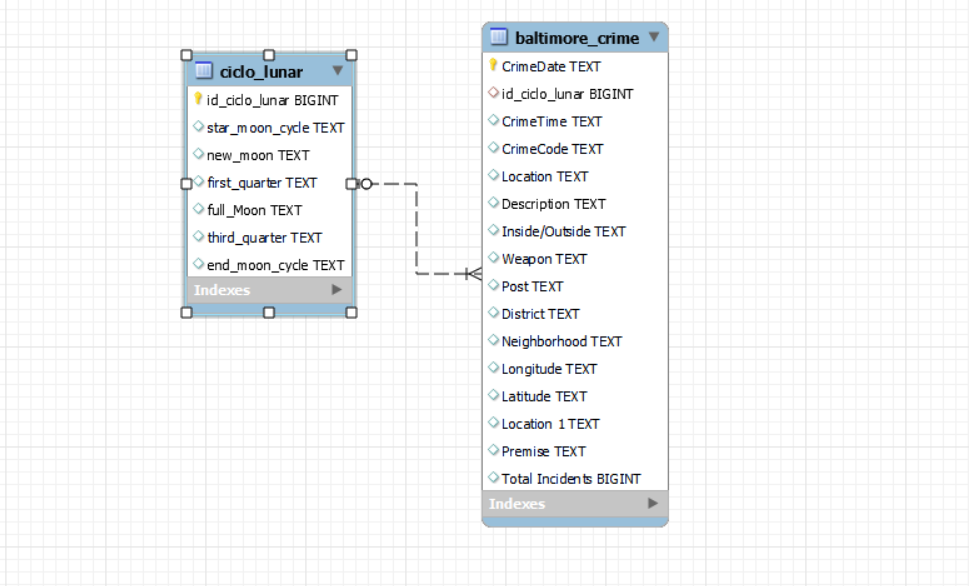 ciclo_lunar
id_ciclo_lunar BIGINT
star_moon_cycle TEXT
new_moon TEXT
first_quarter TEXT
full_Moon TEXT
third_quarter TEXT
end_moon_cycle TEXT
Indexes
baltimore_crime
CrimeDate TEXT
id_ciclo_lunar BIGINT
CrimeTime TEXT
CrimeCode TEXT
Location TEXT
Description TEXT
Inside/Outside TEXT
Weapon TEXT
Post TEXT
District TEXT
Neighborhood TEXT
Longitude TEXT
Latitude TEXT
Location 1 TEXT
Premise TEXT
Total Incidents BIGINT
Indexes